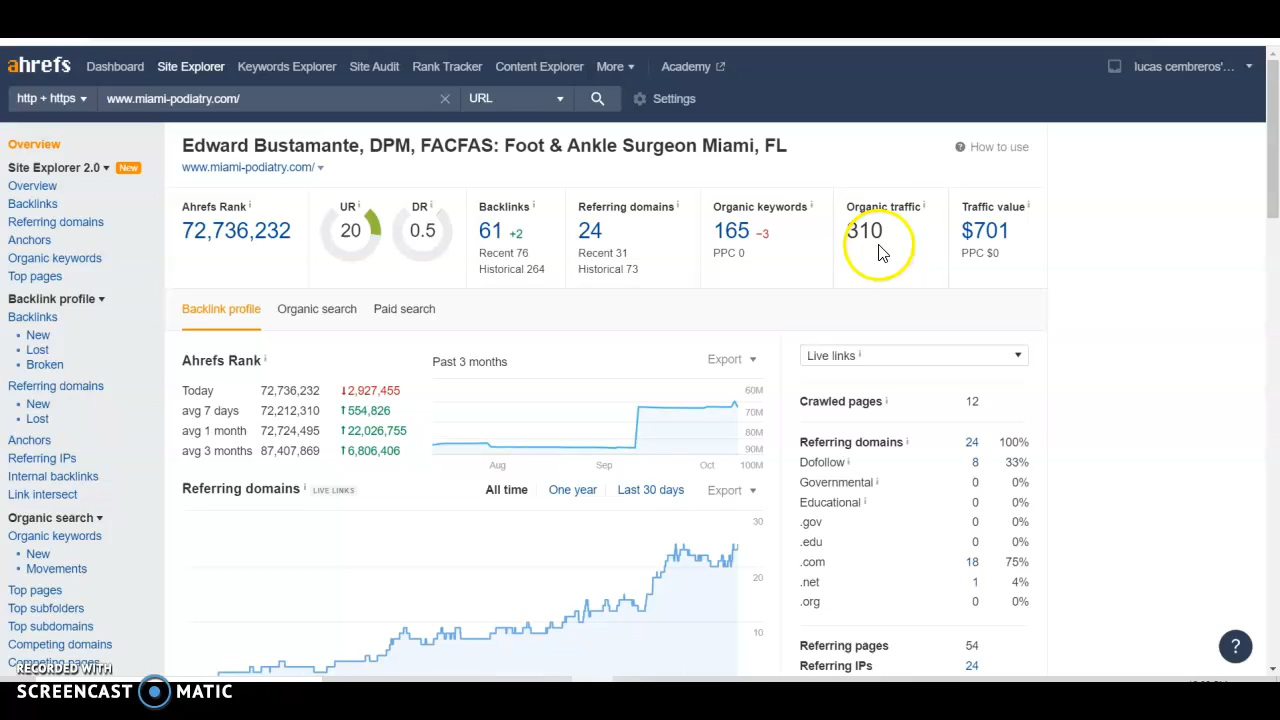 ahrefs Dashboard Site Explorer Keywords Explorer Site Audit Rank Tracker Content Explorer More Academy lucas cembreros'...
http + https www.miami-podiatry.com/ URL Settings
Overview
Site Explorer 2.0 New
Overview
Backlinks
Referring domains
Anchors
Organic keywords
Top pages
Backlink profile
Backlinks
• New
• Lost
• Broken
Referring domains
• New
• Lost
Anchors
Referring IPs
Internal backlinks
Link intersect
Organic search
Organic keywords
• New
• Movements
Top pages
Top subfolders
Top subdomains
Competing domains
Competing pages
Edward Bustamante, DPM, FACFAS: Foot & Ankle Surgeon Miami, FL
How to use
www.miami-podiatry.com/
Ahrefs Rank i UR i DR i Backlinks i Referring domains i Organic keywords i Organic traffic i Traffic value i
72,736,232 20 0.5 61 +2 24 165 −3 310 $701
Recent 76 Recent 31 PPC 0 PPC $0
Historical 264 Historical 73
Backlink profile Organic search Paid search
Ahrefs Rank i Past 3 months Export
Today 72,736,232 ↓2,927,455
avg 7 days 72,212,310 ↑554,826
avg 1 month 72,724,495 ↑22,026,755
avg 3 months 87,407,869 ↑6,806,406
60M
70M
80M
90M
100M
Aug Sep Oct
Referring domains i LIVE LINKS All time One year Last 30 days Export
30
20
10
Live links i
Crawled pages i 12
Referring domains i 24 100%
Dofollow i 8 33%
Governmental i 0 0%
Educational i 0 0%
.gov 0 0%
.edu 0 0%
.com 18 75%
.net 1 4%
.org 0 0%
Referring pages 54
Referring IPs 24
?
RECORDED WITH
SCREENCAST MATIC